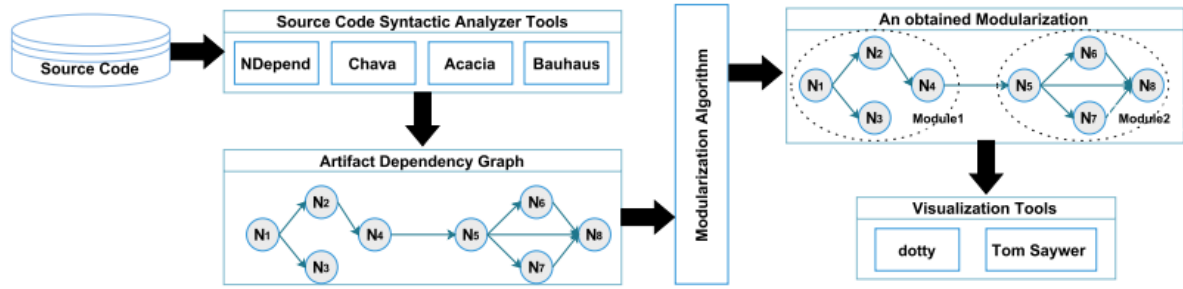 Source Code
Source Code Syntactic Analyzer Tools
NDepend
Chava
Acacia
Bauhaus
Artifact Dependency Graph
N1
N2
N3
N4
N5
N6
N7
N8
Modularization Algorithm
An obtained Modularization
N1
N2
N3
N4
Module1
N5
N6
N7
N8
Module2
Visualization Tools
dotty
Tom Saywer